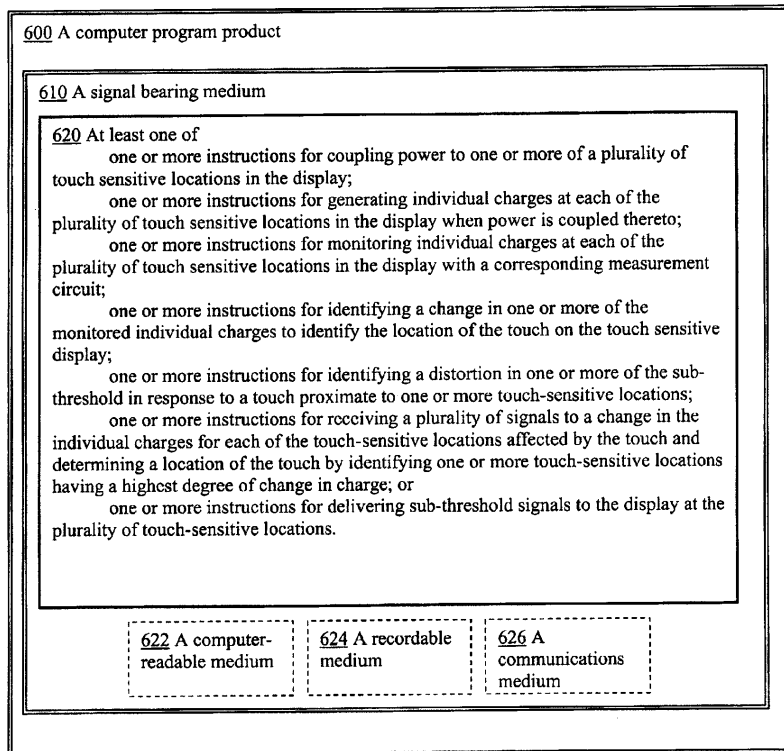 600 A computer program product
610 A signal bearing medium
620 At least one of
one or more instructions for coupling power to one or more of a plurality of
touch sensitive locations in the display;
one or more instructions for generating individual charges at each of the
plurality of touch sensitive locations in the display when power is coupled thereto;
one or more instructions for monitoring individual charges at each of the
plurality of touch sensitive locations in the display with a corresponding measurement
circuit;
one or more instructions for identifying a change in one or more of the
monitored individual charges to identify the location of the touch on the touch sensitive
display;
one or more instructions for identifying a distortion in one or more of the sub-
threshold in response to a touch proximate to one or more touch-sensitive locations;
one or more instructions for receiving a plurality of signals to a change in the
individual charges for each of the touch-sensitive locations affected by the touch and
determining a location of the touch by identifying one or more touch-sensitive locations
having a highest degree of change in charge; or
one or more instructions for delivering sub-threshold signals to the display at the
plurality of touch-sensitive locations.
622 A computer-
readable medium
624 A recordable
medium
626 A
communications
medium